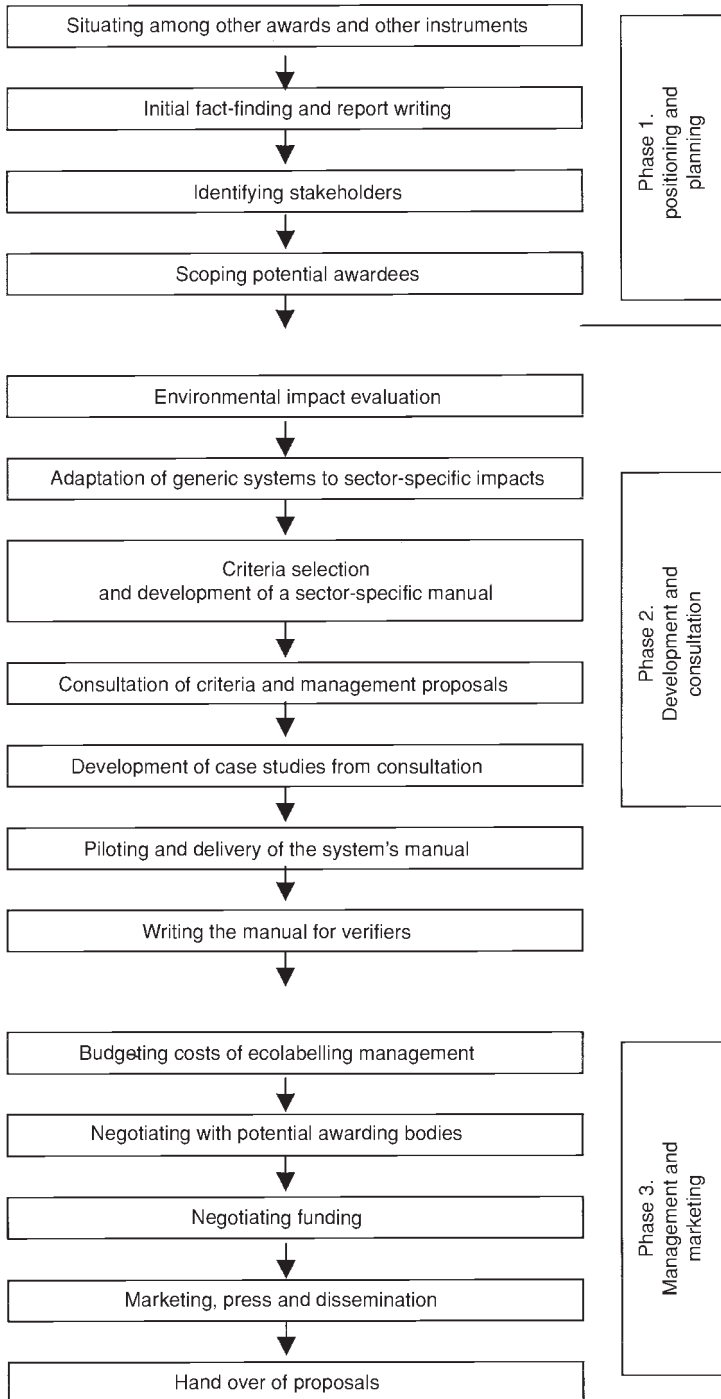 Situating among other awards and other instruments
Initial fact-finding and report writing
Identifying stakeholders
Scoping potential awardees
Phase 1.
positioning and
planning
Environmental impact evaluation
Adaptation of generic systems to sector-specific impacts
Criteria selection
and development of a sector-specific manual
Consultation of criteria and management proposals
Development of case studies from consultation
Piloting and delivery of the system's manual
Writing the manual for verifiers
Phase 2.
Development and
consultation
Budgeting costs of ecolabelling management
Negotiating with potential awarding bodies
Negotiating funding
Marketing, press and dissemination
Hand over of proposals
Phase 3.
Management and
marketing